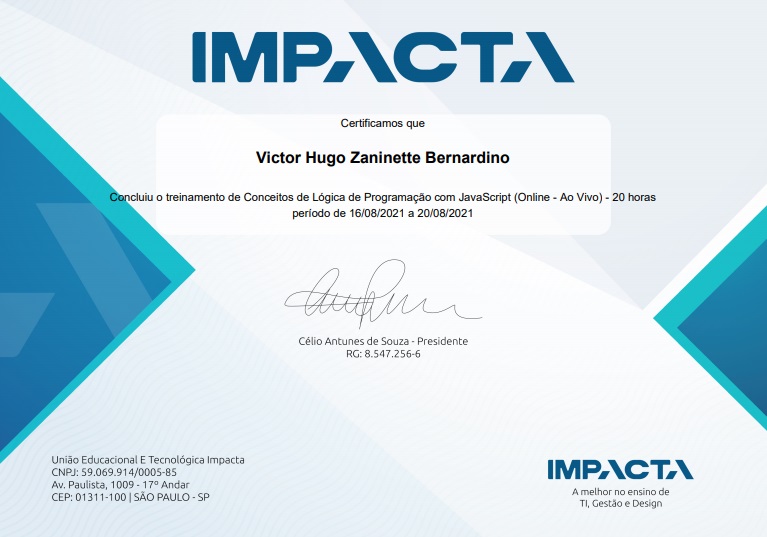 IMPACTA
Certificamos que
Victor Hugo Zaninette Bernardino
Concluiu o treinamento de Conceitos de Lógica de Programação com JavaScript (Online - Ao Vivo) - 20 horas
período de 16/08/2021 a 20/08/2021
Célio Antunes de Souza - Presidente
RG: 8.547.256-6
União Educacional E Tecnológica Impacta
CNPJ: 59.069.914/0005-85
Av. Paulista, 1009 - 17º Andar
CEP: 01311-100 | SÃO PAULO - SP
IMPACTA
A melhor no ensino de
TI, Gestão e Design